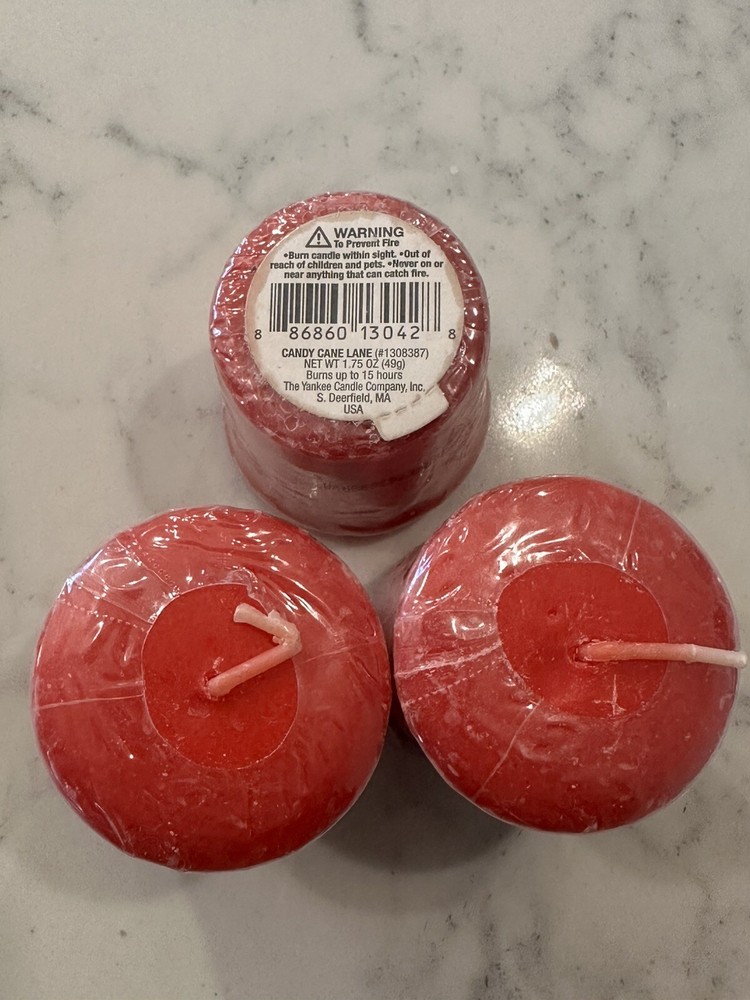 WARNING
To Prevent Fire
•Burn candle within sight. •Out of
reach of children and pets. •Never on or
near anything that can catch fire.
8 86860 13042 8
CANDY CANE LANE (#1308387)
NET WT 1.75 OZ (49g)
Burns up to 15 hours
The Yankee Candle Company, Inc.
S. Deerfield, MA
USA